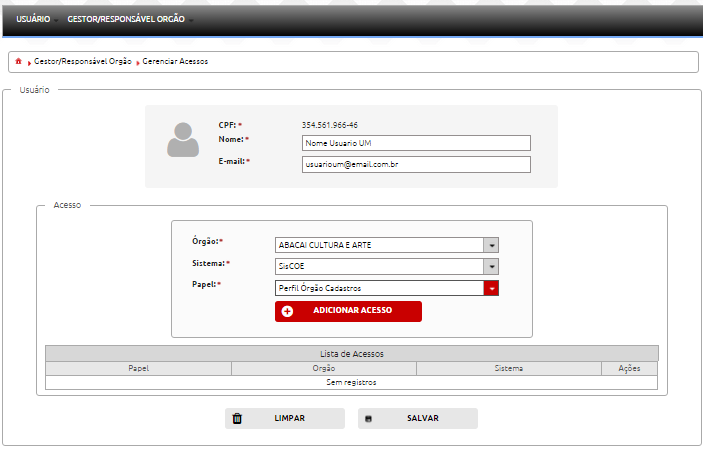 USUÁRIO GESTOR/RESPONSÁVEL ORGÃO
Gestor/Responsável Orgão Gerenciar Acessos
Usuário
CPF: * 354.561.966-46
Nome: * Nome Usuario UM
E-mail: * usuarioum@email.com.br
Acesso
Órgão: * ABACAI CULTURA E ARTE
Sistema: * SisCOE
Papel: * Perfil Órgão Cadastros
ADICIONAR ACESSO
Lista de Acessos
Papel Orgão Sistema Ações
Sem registros
LIMPAR SALVAR